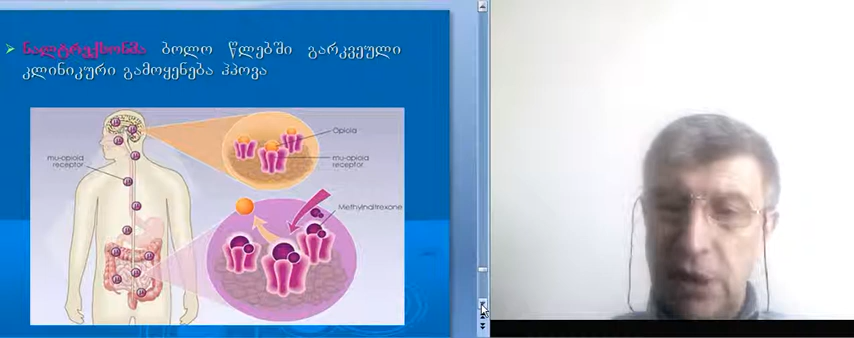 ნალტრექსონმა ბოლო წლებში გარკვეული
კლინიკური გამოყენება ჰპოვა
Opioid
mu-opioid
receptor
mu-opioid
receptor
Methylnaltrexone